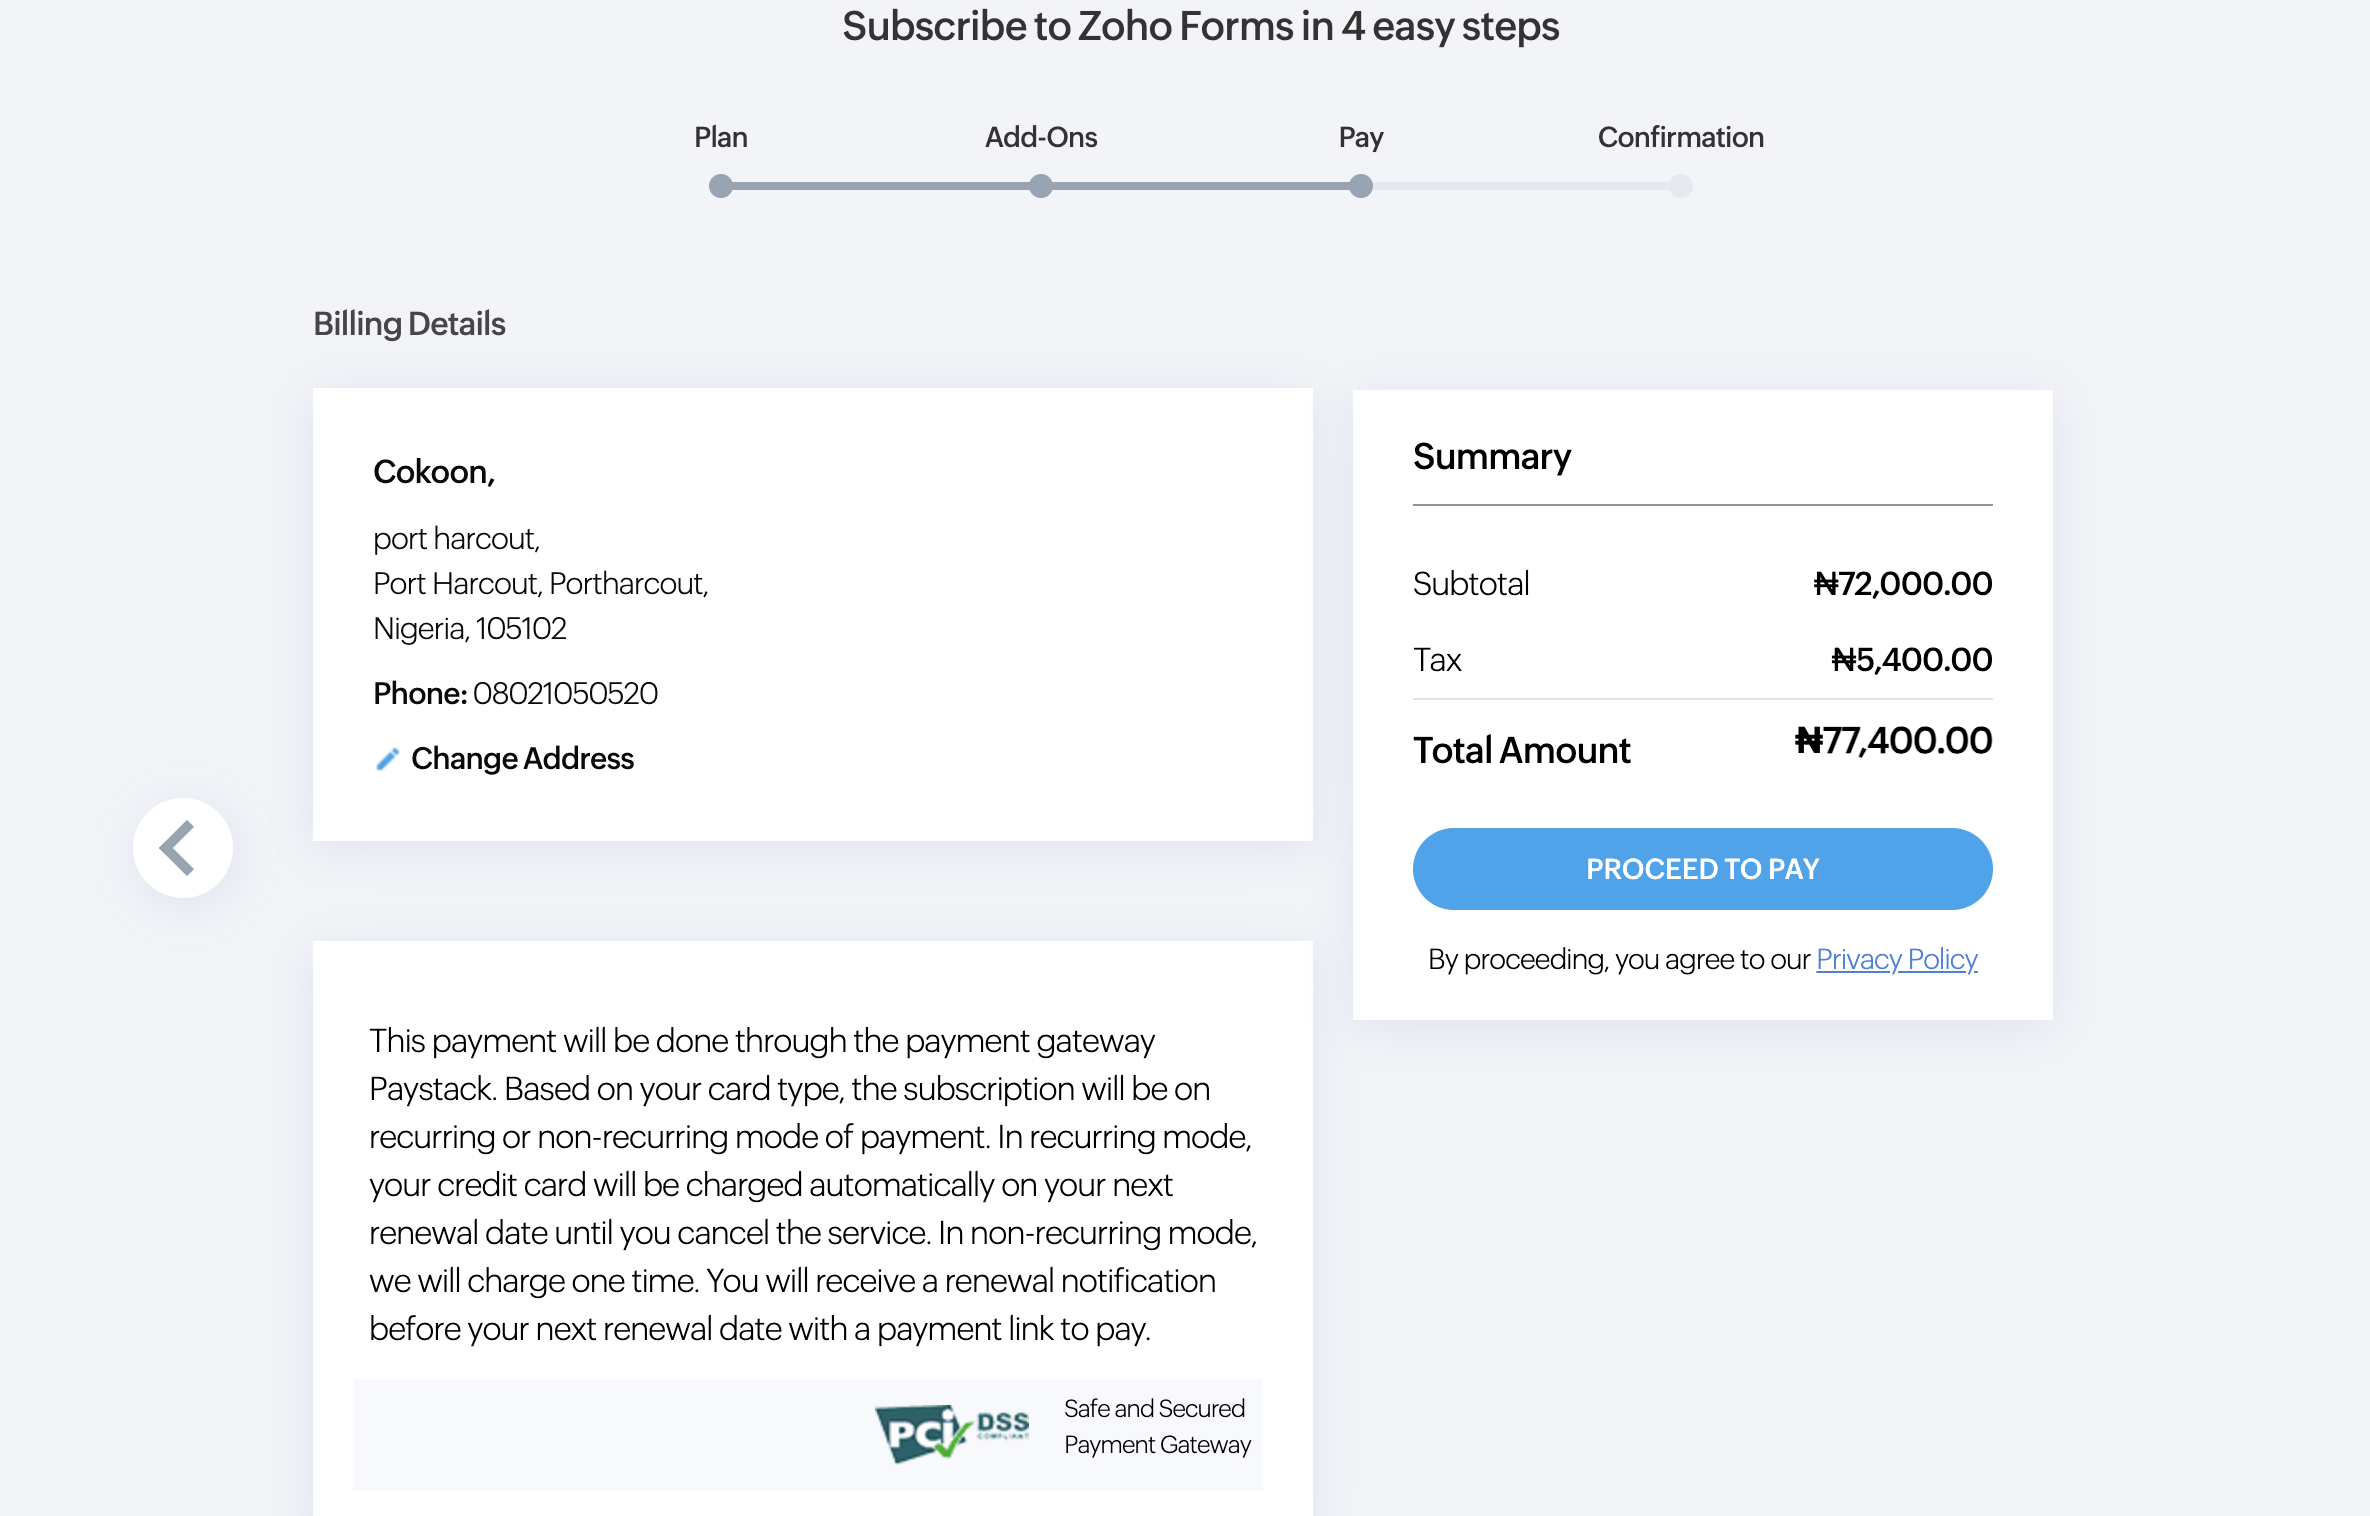 Subscribe to Zoho Forms in 4 easy steps
Plan
Add-Ons
Pay
Confirmation
Billing Details
Cokoon,
port harcout,
Port Harcout, Portharcout,
Nigeria, 105102
Phone: 08021050520
Change Address
Summary
Subtotal ₦72,000.00
Tax ₦5,400.00
Total Amount ₦77,400.00
PROCEED TO PAY
By proceeding, you agree to our Privacy Policy
This payment will be done through the payment gateway
Paystack. Based on your card type, the subscription will be on
recurring or non-recurring mode of payment. In recurring mode,
your credit card will be charged automatically on your next
renewal date until you cancel the service. In non-recurring mode,
we will charge one time. You will receive a renewal notification
before your next renewal date with a payment link to pay.
PCI DSS
COMPLIANT
Safe and Secured
Payment Gateway